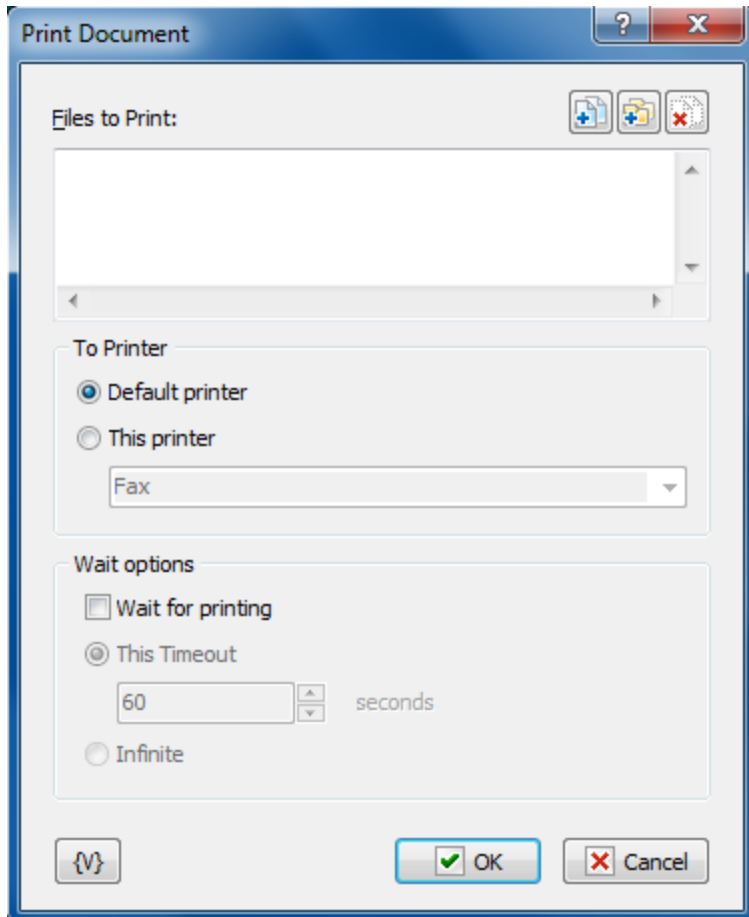 Print Document
?
Files to Print:
To Printer
Default printer
This printer
Fax
Wait options
Wait for printing
This Timeout
60 seconds
Infinite
{V} OK Cancel